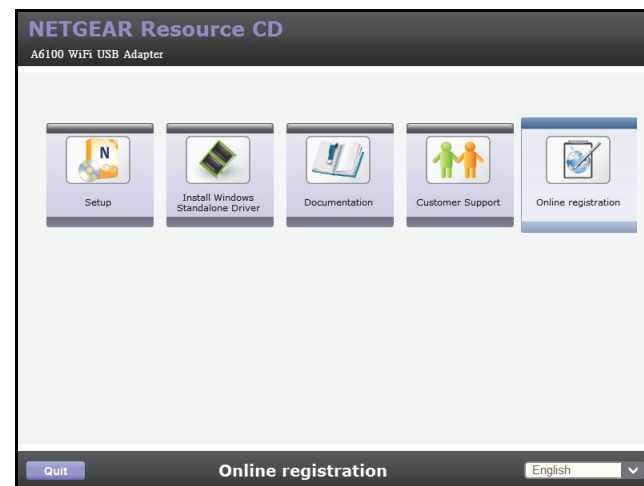 NETGEAR Resource CD
A6100 WiFi USB Adapter
N
Setup
Install Windows
Standalone Driver
Documentation
Customer Support
Online registration
Quit
Online registration
English